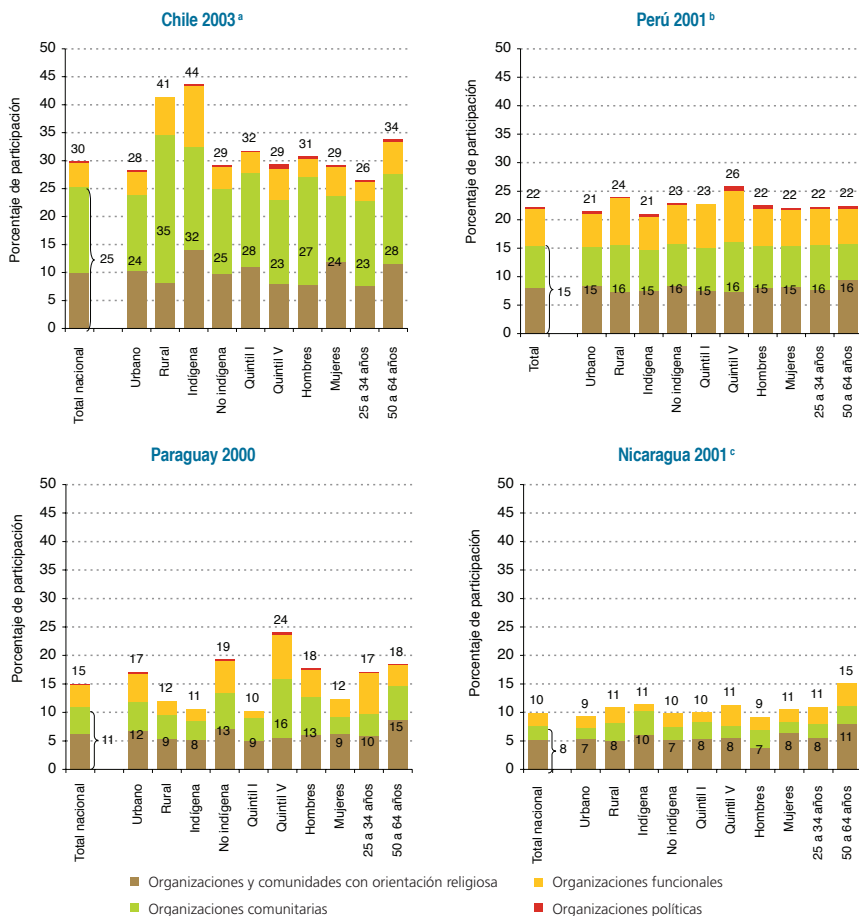 Chile 2003 a
Porcentaje de participación
50
45
40
35
30
25
20
15
10
5
0
30
25
28
24
41
35
44
32
29
25
32
28
29
23
31
27
29
24
26
23
34
28
Total nacional
Urbano
Rural
Indígena
No indígena
Quintil I
Quintil V
Hombres
Mujeres
25 a 34 años
50 a 64 años
Perú 2001 b
Porcentaje de participación
50
45
40
35
30
25
20
15
10
5
0
22
15
21
15
24
16
21
15
23
16
23
15
26
16
22
15
22
15
22
16
22
16
Total
Urbano
Rural
Indígena
No indígena
Quintil I
Quintil V
Hombres
Mujeres
25 a 34 años
50 a 64 años
Paraguay 2000
Porcentaje de participación
50
45
40
35
30
25
20
15
10
5
0
15
11
17
12
12
9
11
8
19
13
10
9
24
16
18
13
12
9
17
10
18
15
Total nacional
Urbano
Rural
Indígena
No indígena
Quintil I
Quintil V
Hombres
Mujeres
25 a 34 años
50 a 64 años
Nicaragua 2001 c
Porcentaje de participación
50
45
40
35
30
25
20
15
10
5
0
10
8
9
7
11
8
11
10
10
7
10
8
11
8
9
7
11
8
11
8
15
11
Total nacional
Urbano
Rural
Indígena
No indígena
Quintil I
Quintil V
Hombres
Mujeres
25 a 34 años
50 a 64 años
Organizaciones y comunidades con orientación religiosa
Organizaciones funcionales
Organizaciones comunitarias
Organizaciones políticas